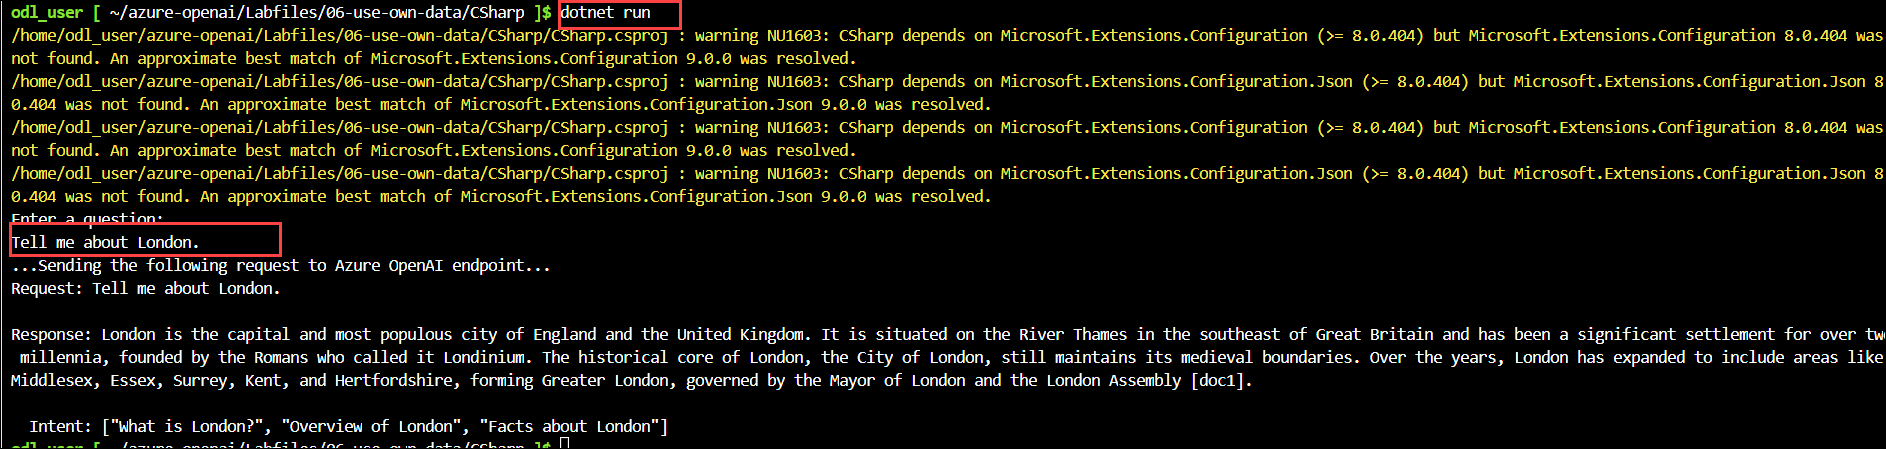 odl_user [ ~/azure-openai/Labfiles/06-use-own-data/CSharp ]$ dotnet run
/home/odl_user/azure-openai/Labfiles/06-use-own-data/CSharp/CSharp.csproj : warning NU1603: CSharp depends on Microsoft.Extensions.Configuration (>= 8.0.404) but Microsoft.Extensions.Configuration 8.0.404 was
not found. An approximate best match of Microsoft.Extensions.Configuration 9.0.0 was resolved.
/home/odl_user/azure-openai/Labfiles/06-use-own-data/CSharp/CSharp.csproj : warning NU1603: CSharp depends on Microsoft.Extensions.Configuration.Json (>= 8.0.404) but Microsoft.Extensions.Configuration.Json 8
0.404 was not found. An approximate best match of Microsoft.Extensions.Configuration.Json 9.0.0 was resolved.
/home/odl_user/azure-openai/Labfiles/06-use-own-data/CSharp/CSharp.csproj : warning NU1603: CSharp depends on Microsoft.Extensions.Configuration (>= 8.0.404) but Microsoft.Extensions.Configuration 8.0.404 was
not found. An approximate best match of Microsoft.Extensions.Configuration 9.0.0 was resolved.
/home/odl_user/azure-openai/Labfiles/06-use-own-data/CSharp/CSharp.csproj : warning NU1603: CSharp depends on Microsoft.Extensions.Configuration.Json (>= 8.0.404) but Microsoft.Extensions.Configuration.Json 8
0.404 was not found. An approximate best match of Microsoft.Extensions.Configuration.Json 9.0.0 was resolved.
Enter a question:
Tell me about London.
...Sending the following request to Azure OpenAI endpoint...
Request: Tell me about London.
Response: London is the capital and most populous city of England and the United Kingdom. It is situated on the River Thames in the southeast of Great Britain and has been a significant settlement for over two
millennia, founded by the Romans who called it Londinium. The historical core of London, the City of London, still maintains its medieval boundaries. Over the years, London has expanded to include areas like
Middlesex, Essex, Surrey, Kent, and Hertfordshire, forming Greater London, governed by the Mayor of London and the London Assembly [doc1].
Intent: ["What is London?", "Overview of London", "Facts about London"]
odl_user [ ~/azure-openai/Labfiles/06-use-own-data/CSharp ]$